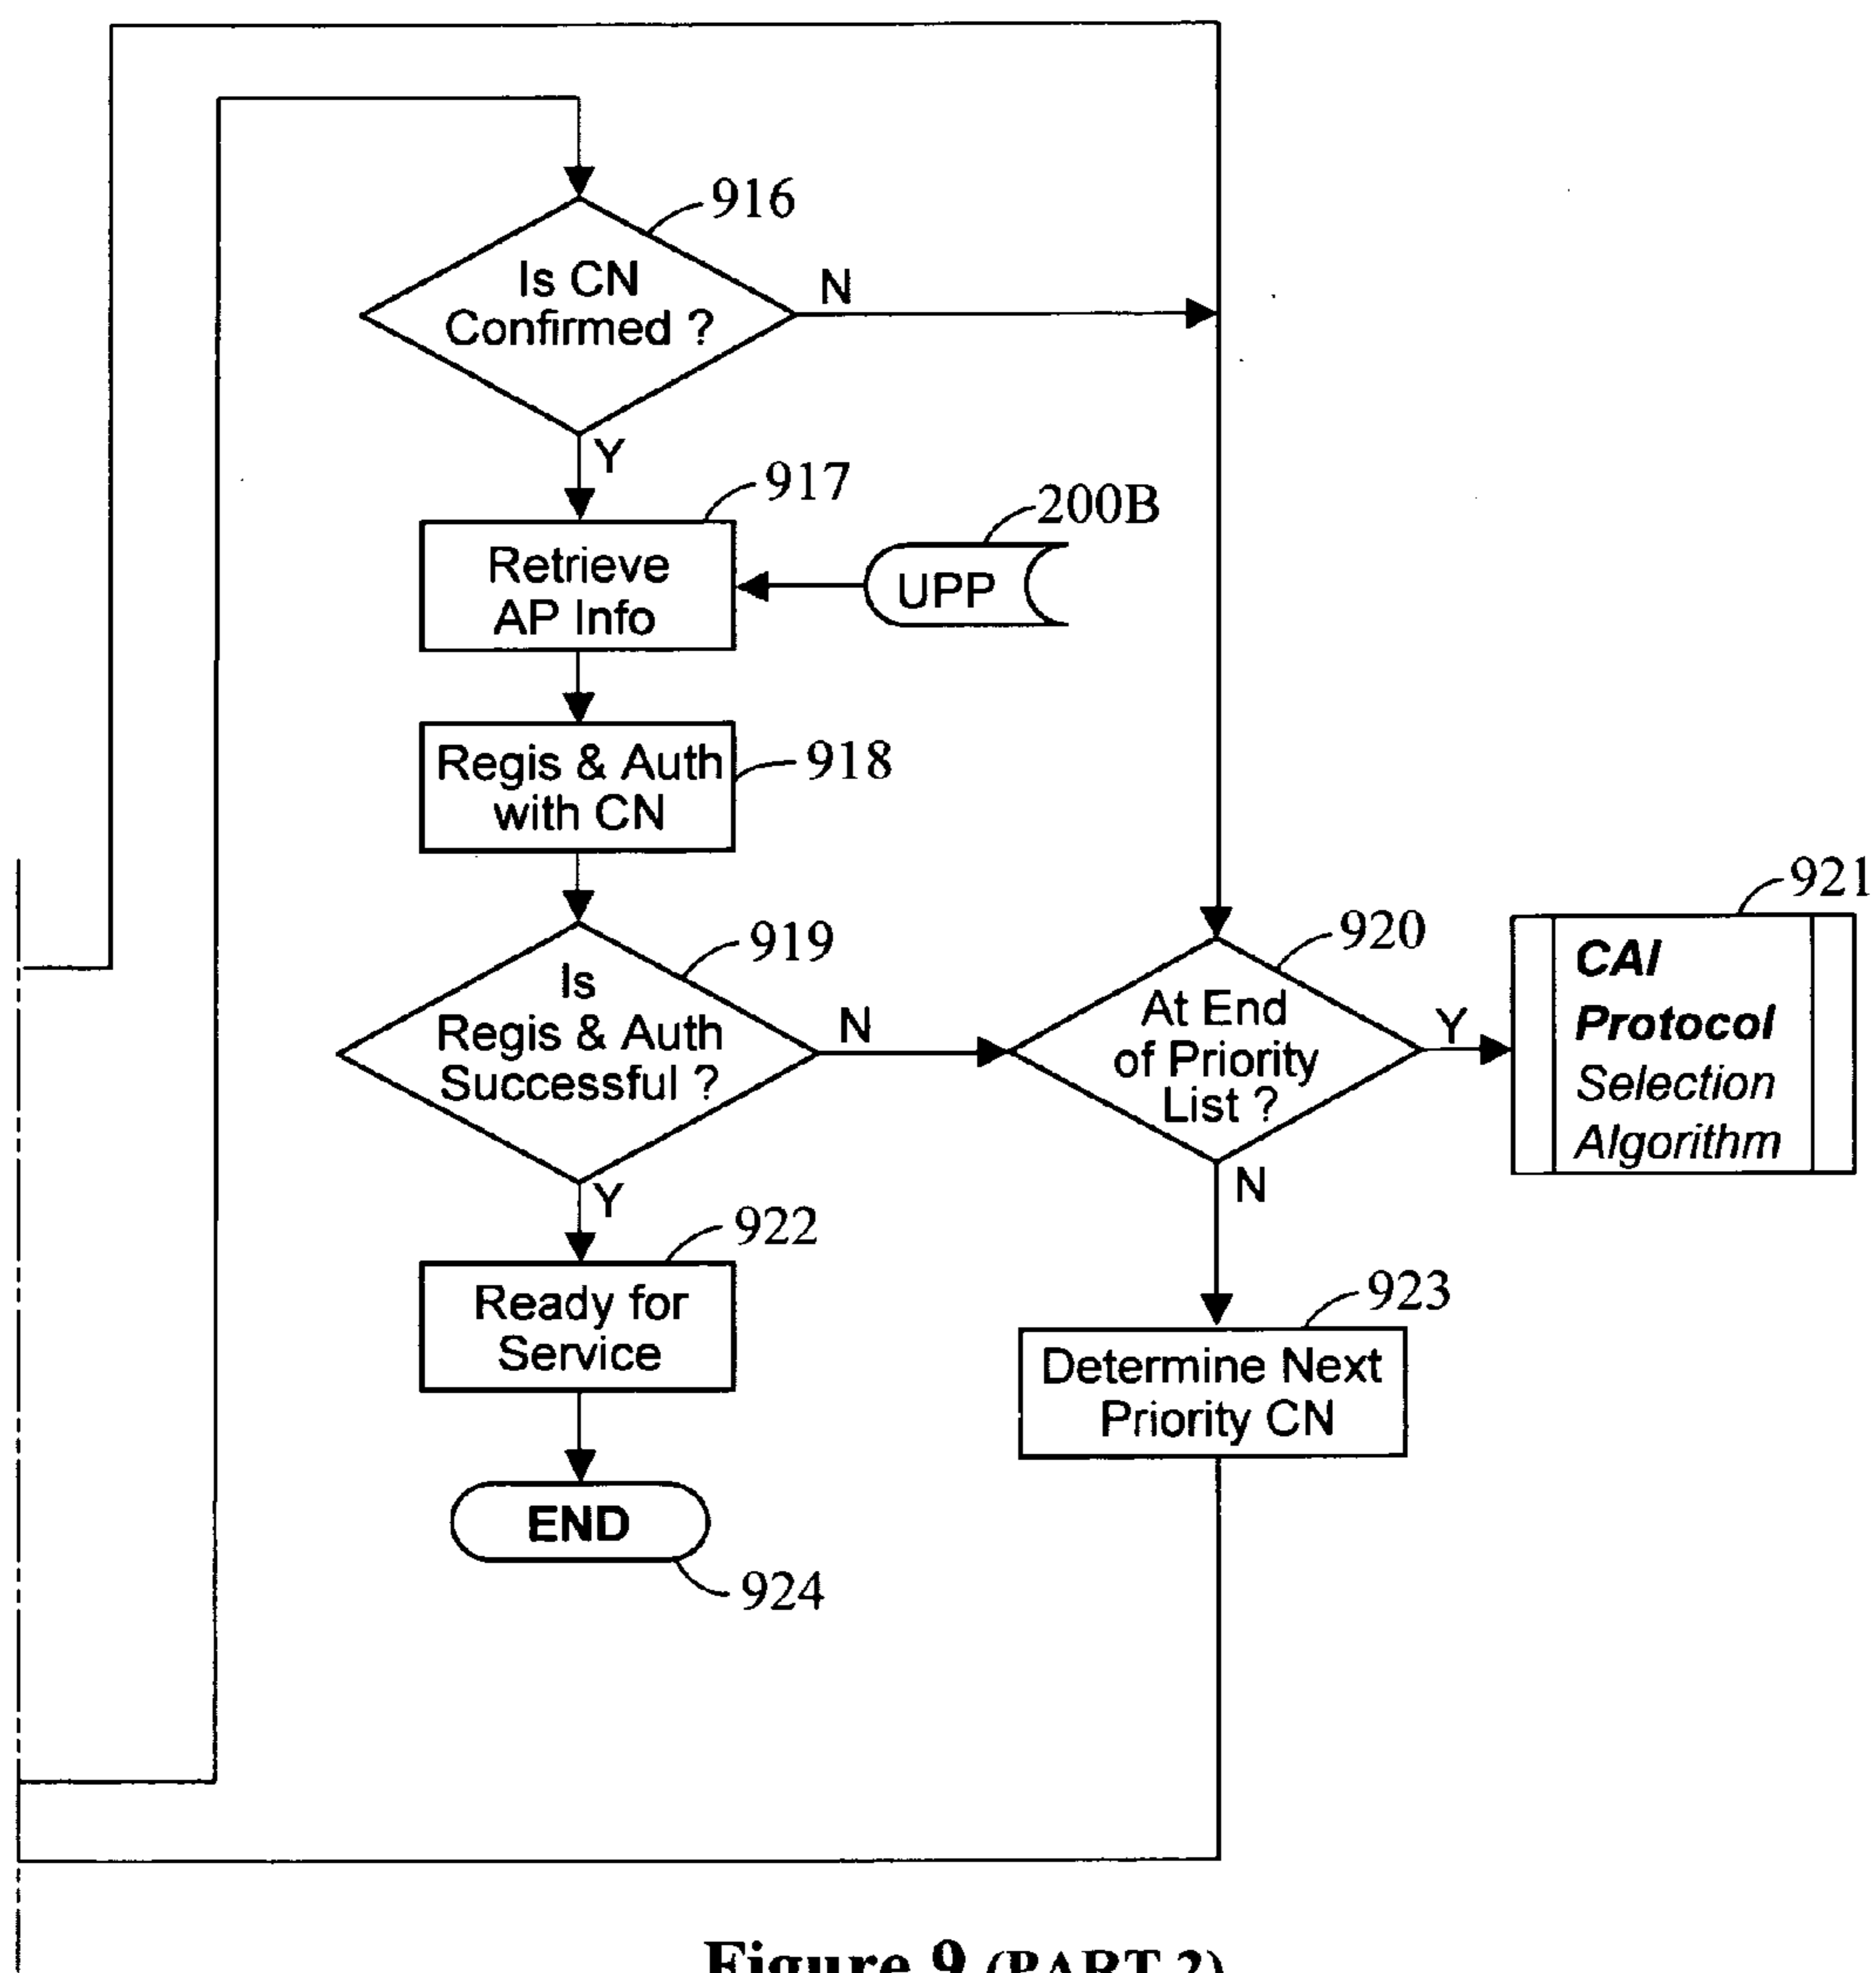 916
Is CN
Confirmed ?
N
Y
917
Retrieve
AP Info
200B
UPP
918
Regis & Auth
with CN
919
Is
Regis & Auth
Successful ?
N
Y
920
At End
of Priority
List ?
Y
N
921
CAI
Protocol
Selection
Algorithm
922
Ready for
Service
923
Determine Next
Priority CN
END
924
Figure 9 (PART 2)